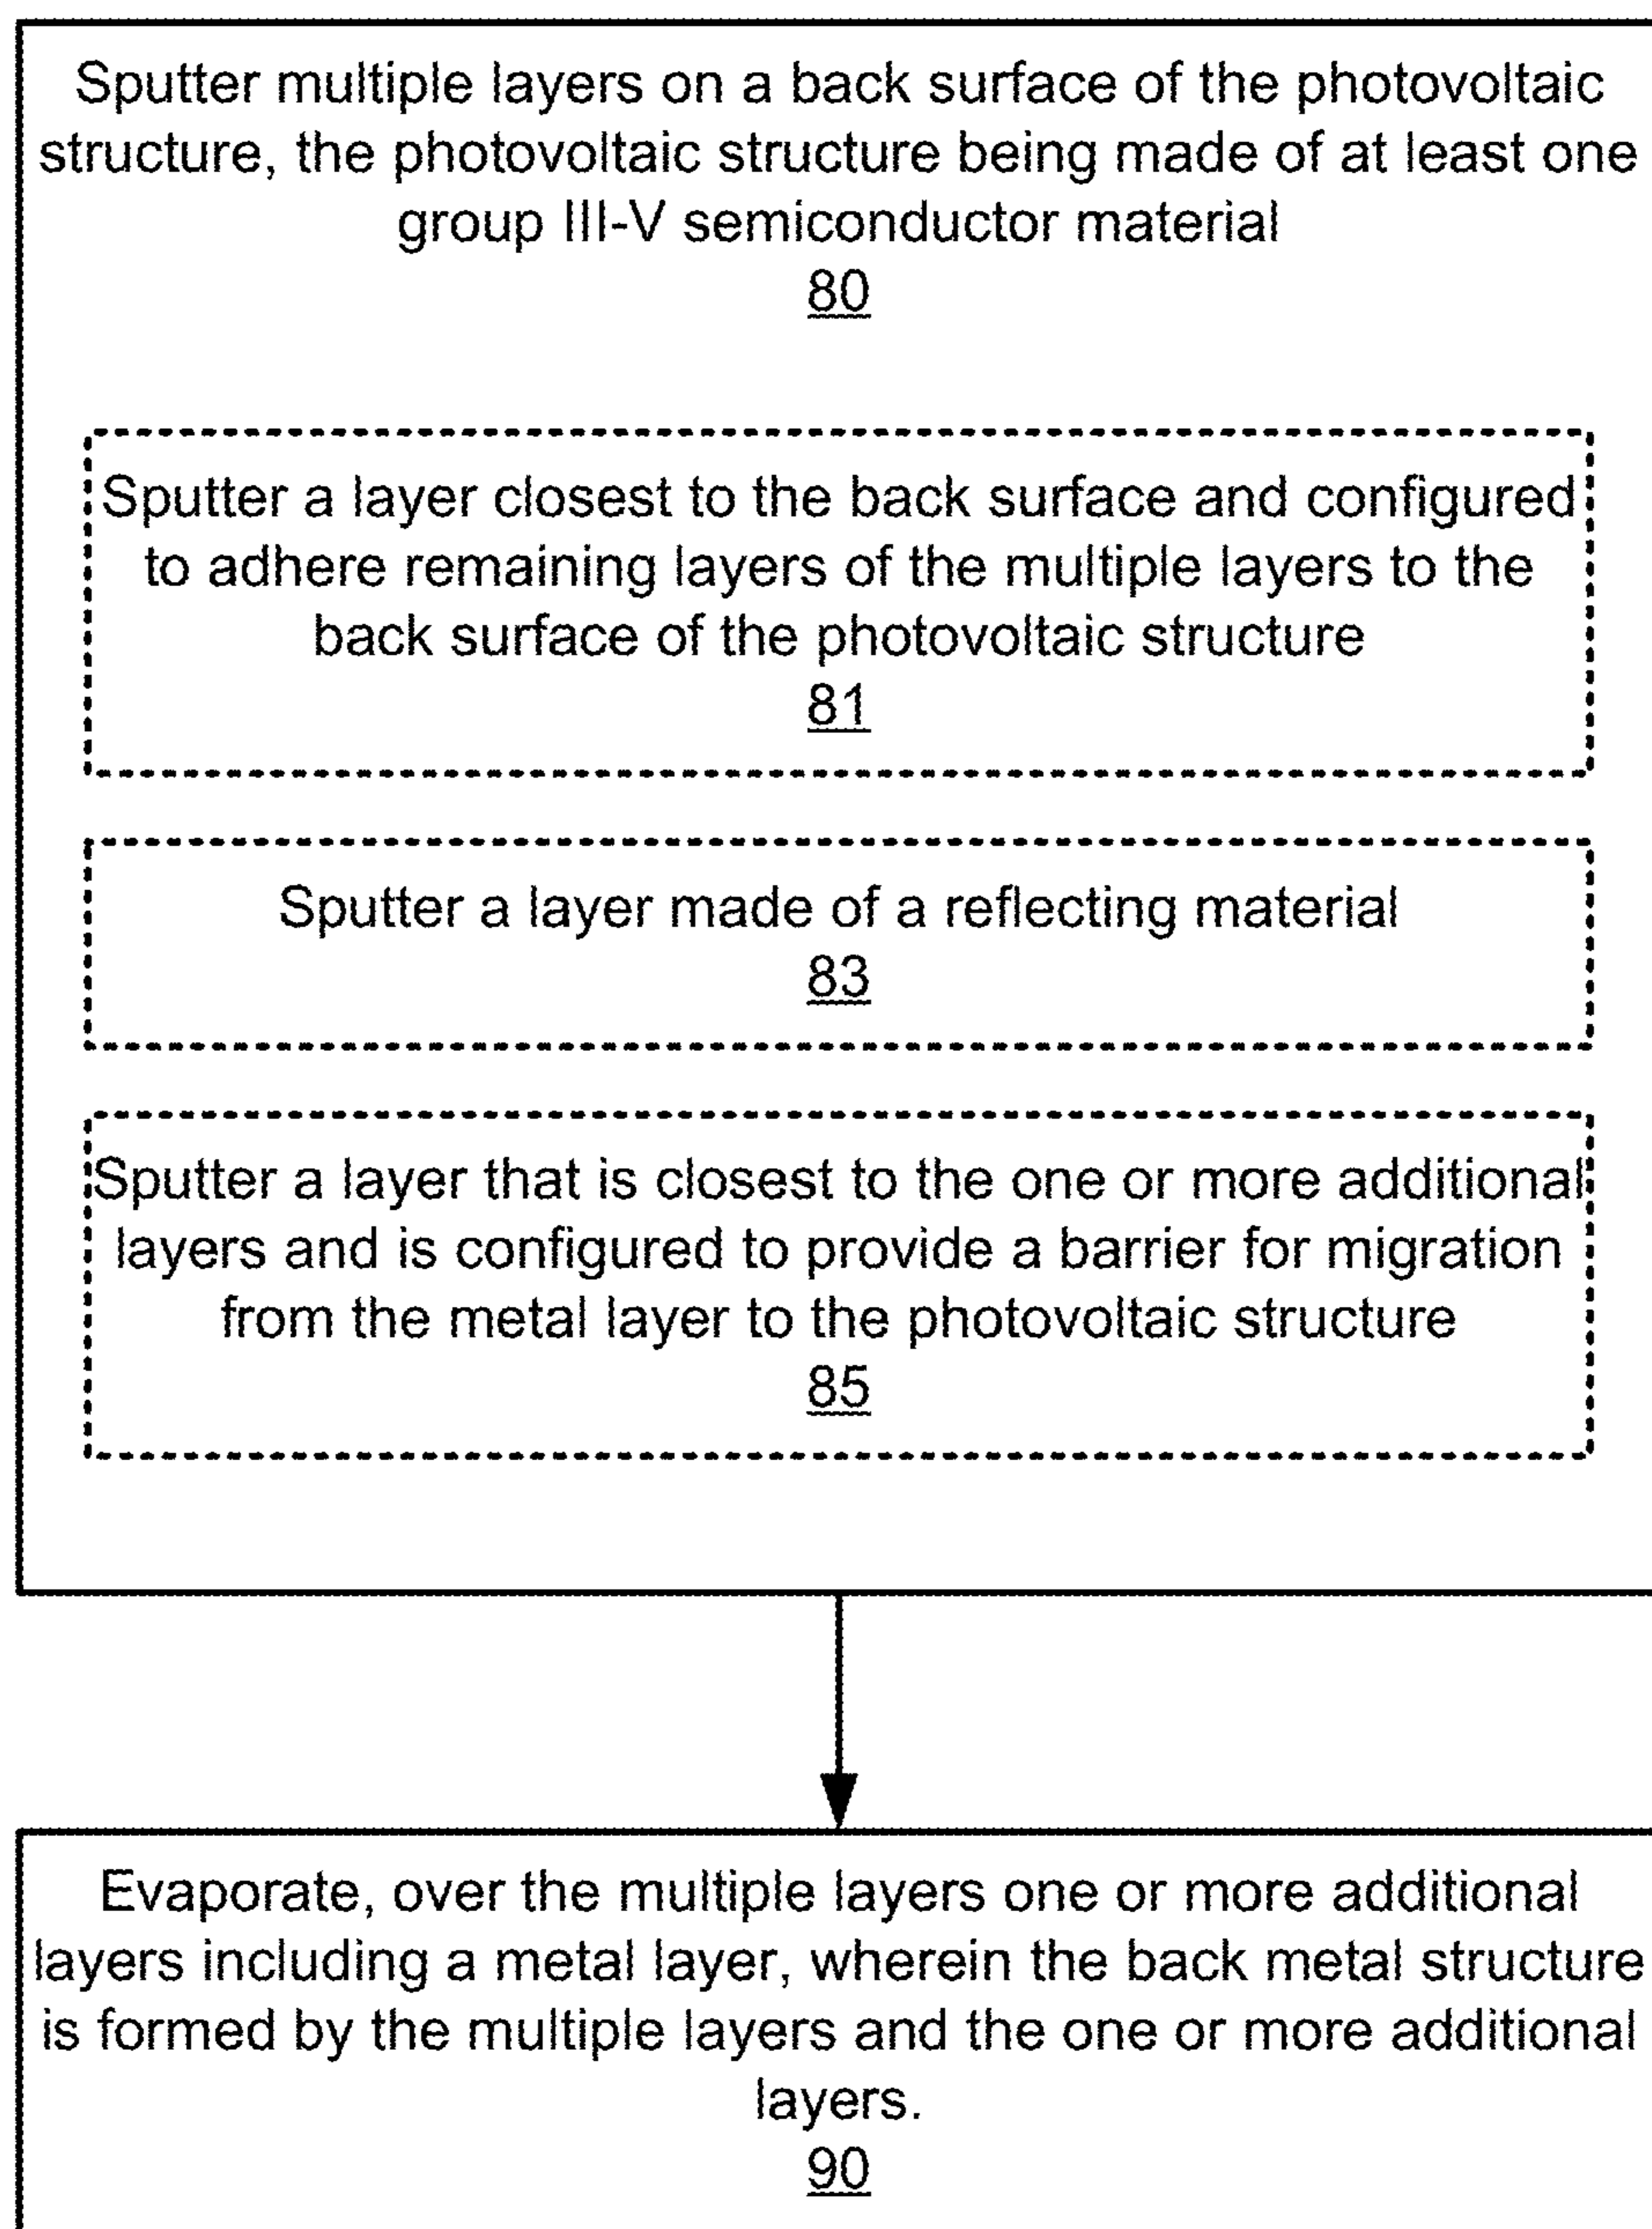 Sputter multiple layers on a back surface of the photovoltaic
structure, the photovoltaic structure being made of at least one
group III-V semiconductor material
80
Sputter a layer closest to the back surface and configured
to adhere remaining layers of the multiple layers to the
back surface of the photovoltaic structure
81
Sputter a layer made of a reflecting material
83
Sputter a layer that is closest to the one or more additional
layers and is configured to provide a barrier for migration
from the metal layer to the photovoltaic structure
85
Evaporate, over the multiple layers one or more additional
layers including a metal layer, wherein the back metal structure
is formed by the multiple layers and the one or more additional
layers.
90